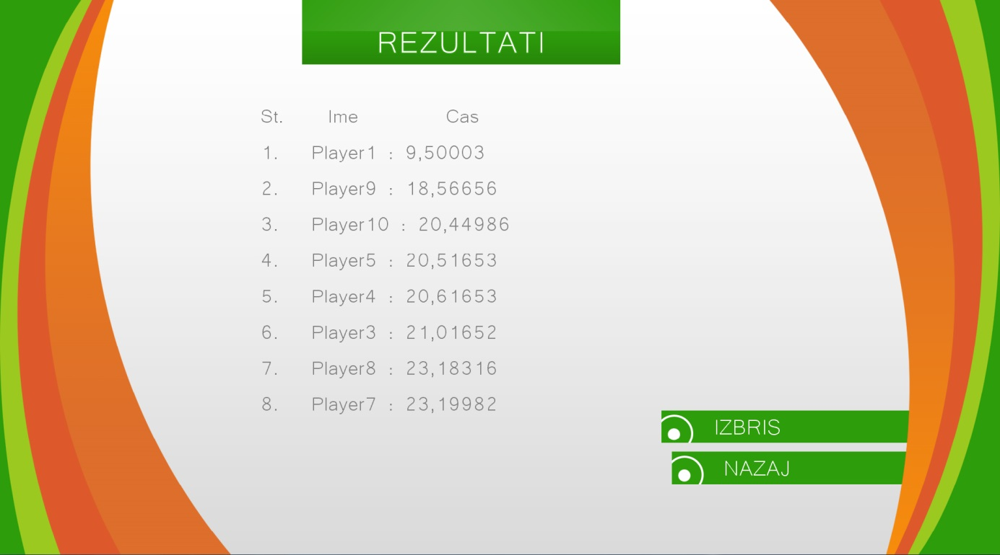 REZULTATI
St. Ime Cas
1. Player1 : 9,50003
2. Player9 : 18,56656
3. Player10 : 20,44986
4. Player5 : 20,51653
5. Player4 : 20,61653
6. Player3 : 21,01652
7. Player8 : 23,18316
8. Player7 : 23,19982
IZBRIS
NAZAJ